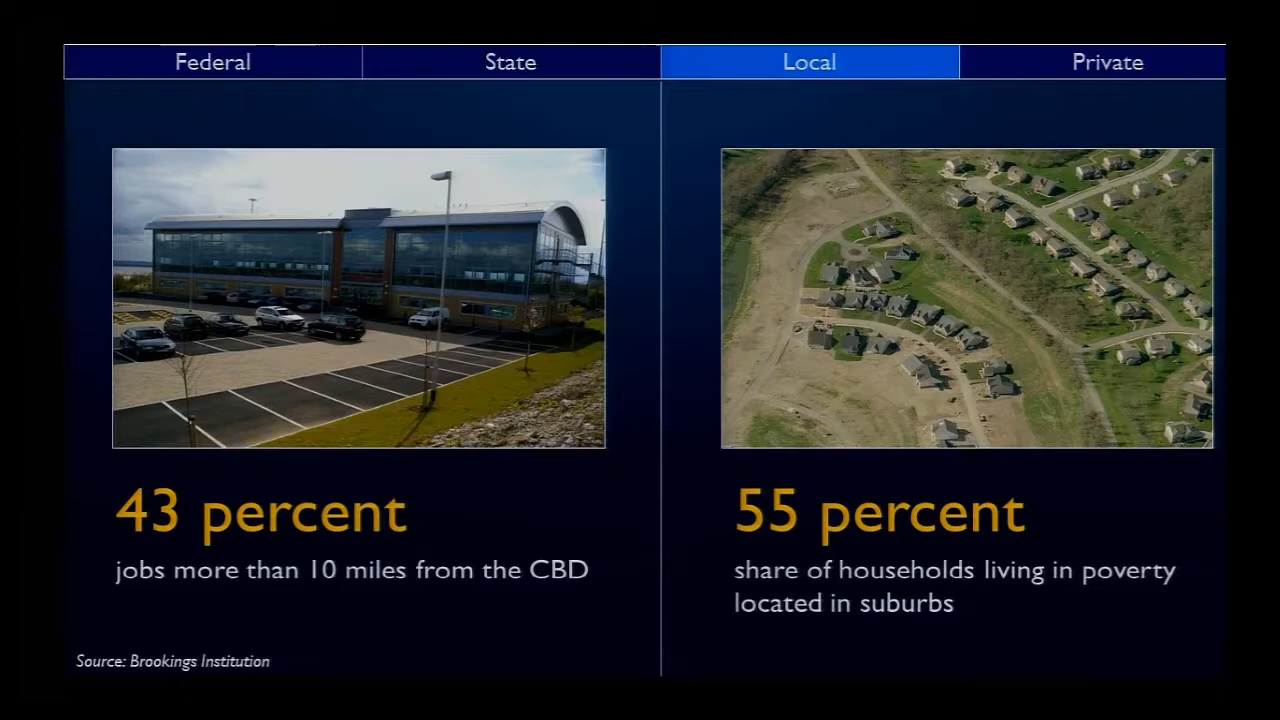 Federal
State
Local
Private
43 percent
jobs more than 10 miles from the CBD
55 percent
share of households living in poverty
located in suburbs
Source: Brookings Institution